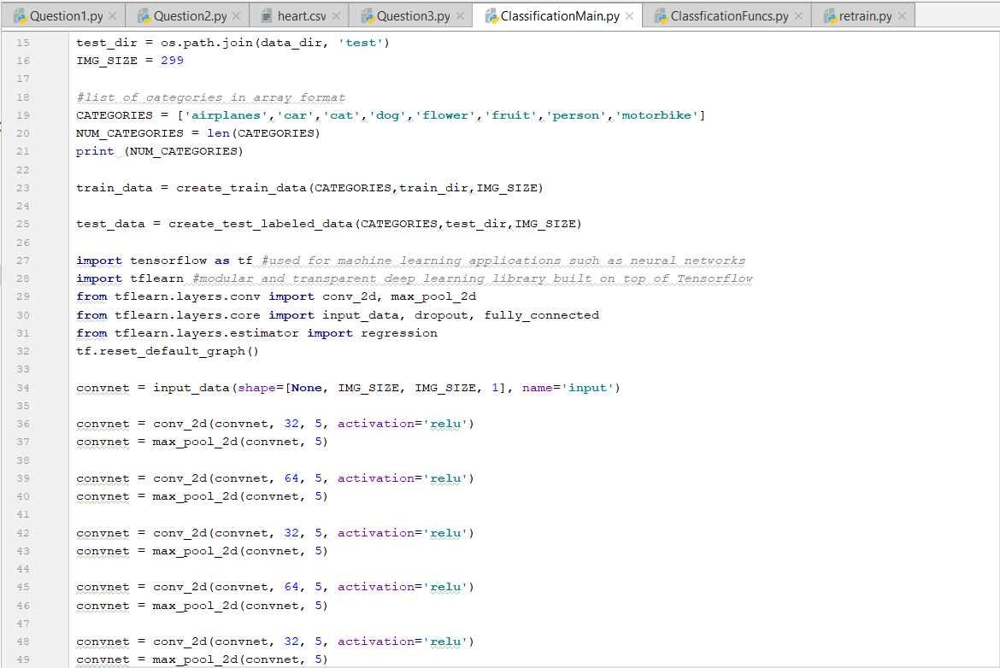 Question1.py Question2.py heart.csv Question3.py ClassificationMain.py ClassficationFuncs.py retrain.py
15 test_dir = os.path.join(data_dir, 'test')
16 IMG_SIZE = 299
17
18 #list of categories in array format
19 CATEGORIES = ['airplanes','car','cat','dog','flower','fruit','person','motorbike']
20 NUM_CATEGORIES = len(CATEGORIES)
21 print (NUM_CATEGORIES)
22
23 train_data = create_train_data(CATEGORIES,train_dir,IMG_SIZE)
24
25 test_data = create_test_labeled_data(CATEGORIES,test_dir,IMG_SIZE)
26
27 import tensorflow as tf #used for machine learning applications such as neural networks
28 import tflearn #modular and transparent deep learning library built on top of Tensorflow
29 from tflearn.layers.conv import conv_2d, max_pool_2d
30 from tflearn.layers.core import input_data, dropout, fully_connected
31 from tflearn.layers.estimator import regression
32 tf.reset_default_graph()
33
34 convnet = input_data(shape=[None, IMG_SIZE, IMG_SIZE, 1], name='input')
35
36 convnet = conv_2d(convnet, 32, 5, activation='relu')
37 convnet = max_pool_2d(convnet, 5)
38
39 convnet = conv_2d(convnet, 64, 5, activation='relu')
40 convnet = max_pool_2d(convnet, 5)
41
42 convnet = conv_2d(convnet, 32, 5, activation='relu')
43 convnet = max_pool_2d(convnet, 5)
44
45 convnet = conv_2d(convnet, 64, 5, activation='relu')
46 convnet = max_pool_2d(convnet, 5)
47
48 convnet = conv_2d(convnet, 32, 5, activation='relu')
49 convnet = max_pool_2d(convnet, 5)